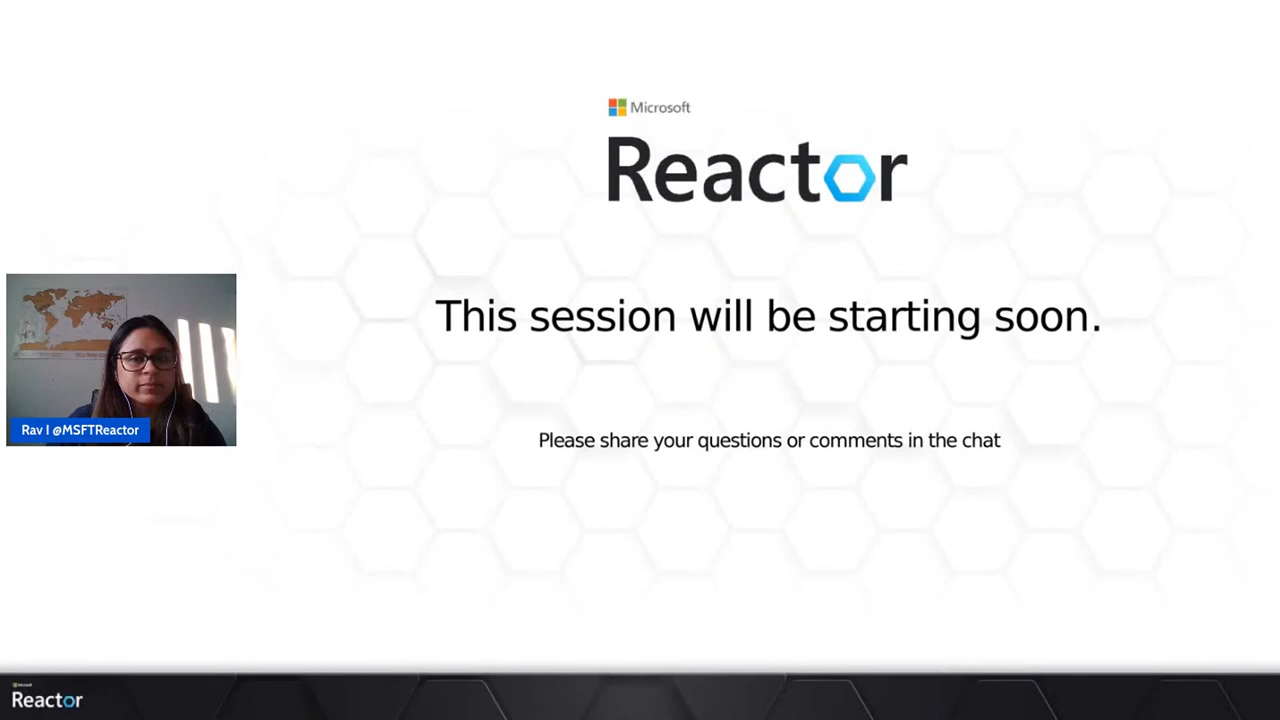 Microsoft
Reactor
This session will be starting soon.
Please share your questions or comments in the chat
Rav I @MSFTReactor
Microsoft
Reactor